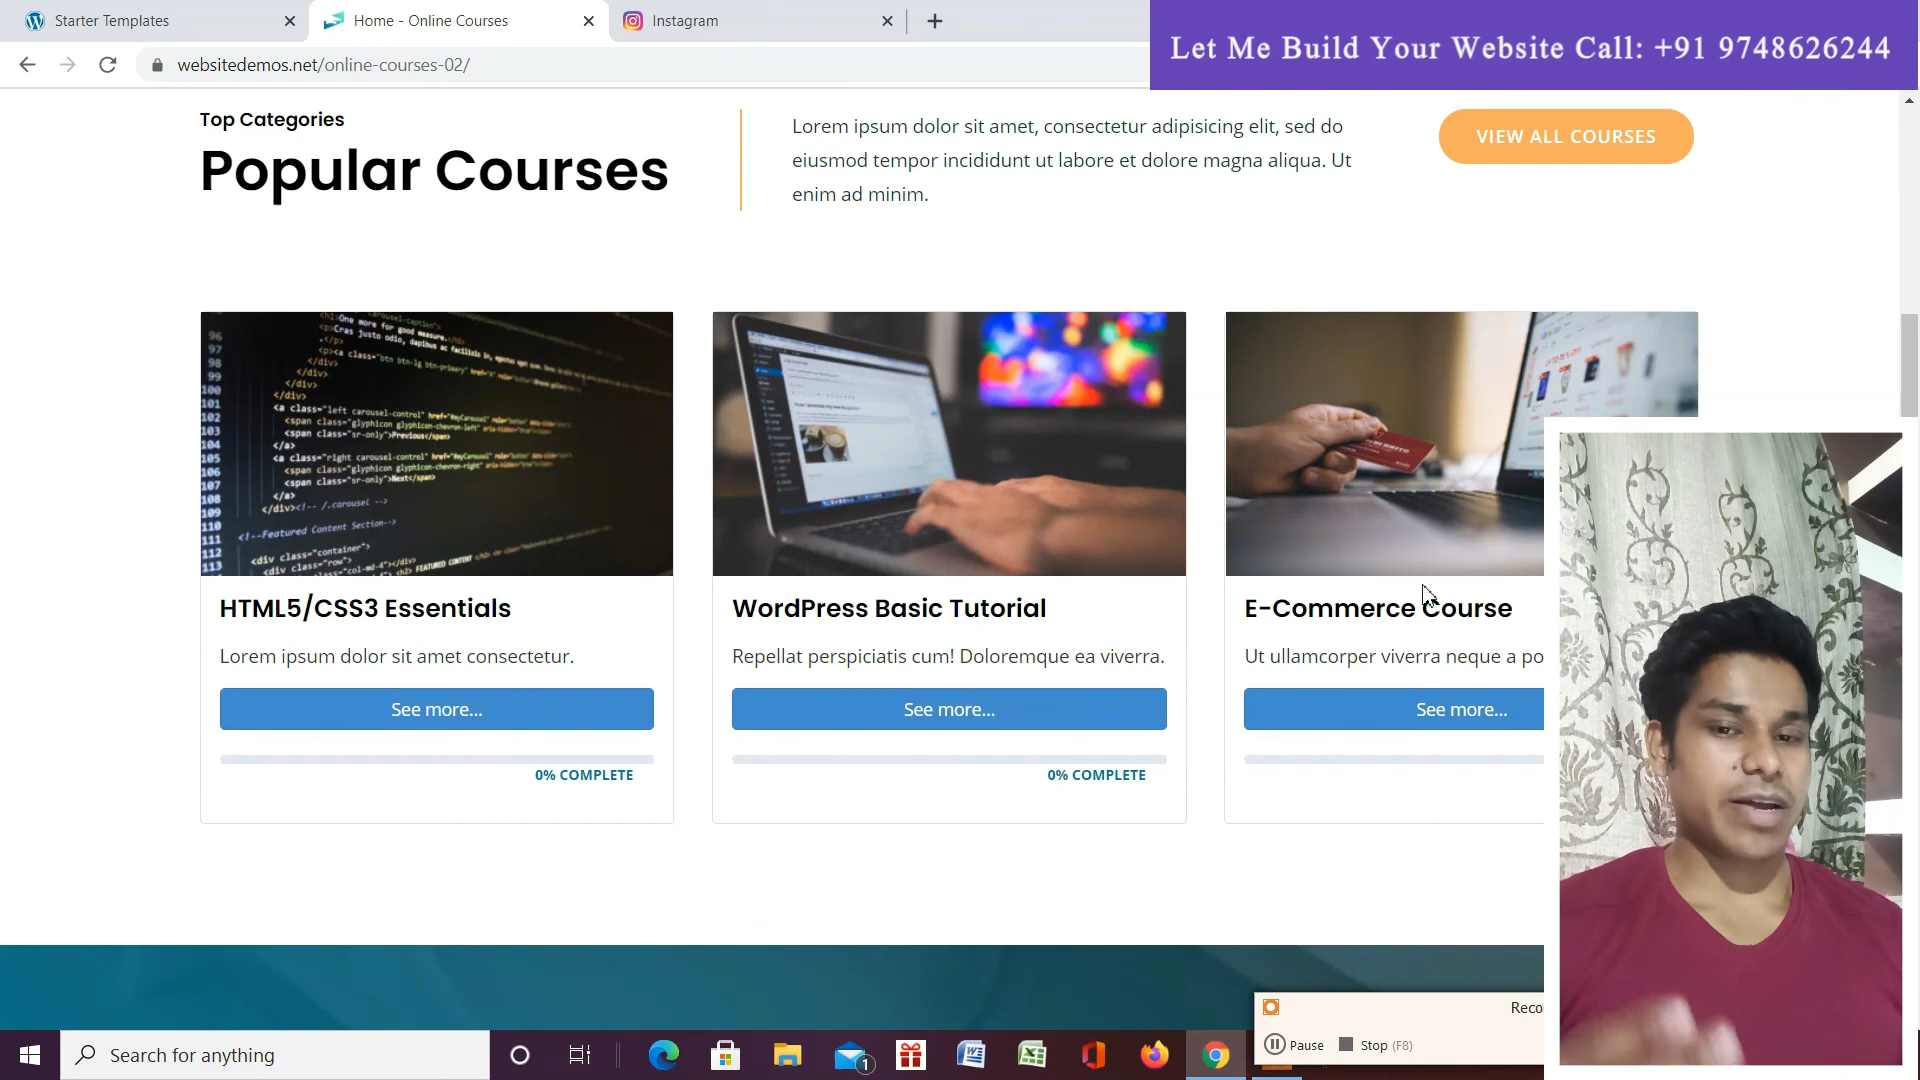 Starter Templates
Home - Online Courses
Instagram
Let Me Build Your Website Call: +91 9748626244
websitedemos.net/online-courses-02/
Top Categories
Popular Courses
Lorem ipsum dolor sit amet, consectetur adipisicing elit, sed do
eiusmod tempor incididunt ut labore et dolore magna aliqua. Ut
enim ad minim.
VIEW ALL COURSES
HTML5/CSS3 Essentials
Lorem ipsum dolor sit amet consectetur.
See more...
0% COMPLETE
WordPress Basic Tutorial
Repellat perspiciatis cum! Doloremque ea viverra.
See more...
0% COMPLETE
E-Commerce Course
Ut ullamcorper viverra neque a po
See more...
Reco
Pause
Stop (F8)
Search for anything
1